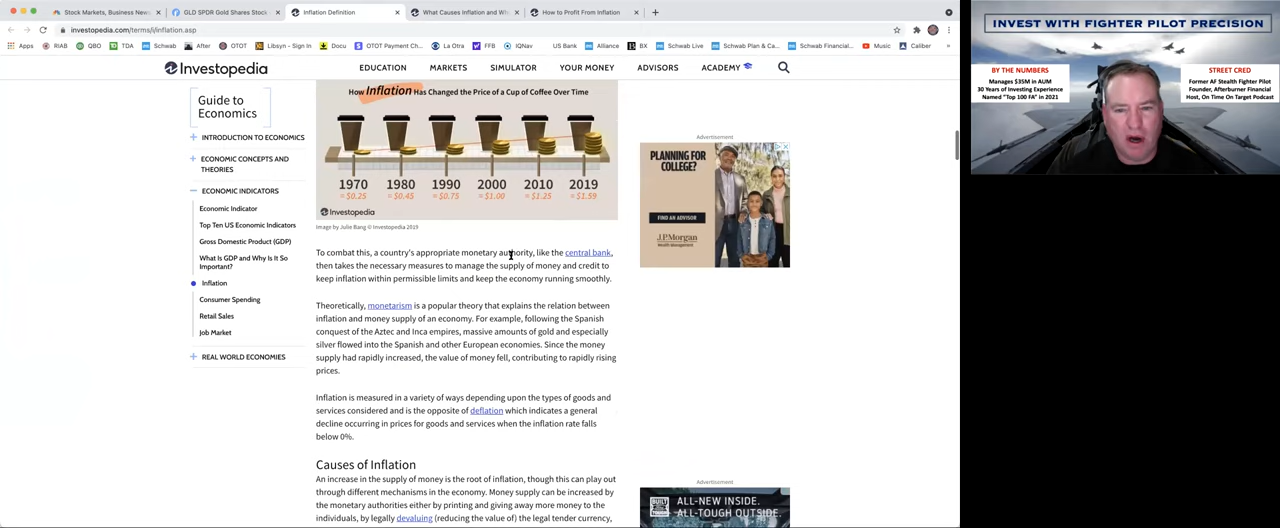 Stock Markets, Business News
GLD SPDR Gold Shares Stock
Inflation Definition
What Causes Inflation and Wh
How to Profit From Inflation
investopedia.com/terms/i/inflation.asp
Apps RIAB QBO TDA Schwab After OTOT Libsyn - Sign In Docu OTOT Payment Ch... La Otra FFB IQNav US Bank Alliance BX Schwab Live Schwab Plan & Ca... Schwab Financial... Music Caliber
Investopedia
EDUCATION MARKETS SIMULATOR YOUR MONEY ADVISORS ACADEMY
Guide to
Economics
+ INTRODUCTION TO ECONOMICS
+ ECONOMIC CONCEPTS AND
THEORIES
− ECONOMIC INDICATORS
Economic Indicator
Top Ten US Economic Indicators
Gross Domestic Product (GDP)
What Is GDP and Why Is It So
Important?
Inflation
Consumer Spending
Retail Sales
Job Market
+ REAL WORLD ECONOMIES
How Inflation Has Changed the Price of a Cup of Coffee Over Time
1970 1980 1990 2000 2010 2019
= $0.25 = $0.45 = $0.75 = $1.00 = $1.25 = $1.59
Investopedia
Image by Julie Bang © Investopedia 2019
To combat this, a country's appropriate monetary authority, like the central bank,
then takes the necessary measures to manage the supply of money and credit to
keep inflation within permissible limits and keep the economy running smoothly.
Theoretically, monetarism is a popular theory that explains the relation between
inflation and money supply of an economy. For example, following the Spanish
conquest of the Aztec and Inca empires, massive amounts of gold and especially
silver flowed into the Spanish and other European economies. Since the money
supply had rapidly increased, the value of money fell, contributing to rapidly rising
prices.
Inflation is measured in a variety of ways depending upon the types of goods and
services considered and is the opposite of deflation which indicates a general
decline occurring in prices for goods and services when the inflation rate falls
below 0%.
Causes of Inflation
An increase in the supply of money is the root of inflation, though this can play out
through different mechanisms in the economy. Money supply can be increased by
the monetary authorities either by printing and giving away more money to the
individuals, by legally devaluing (reducing the value of) the legal tender currency,
Advertisement
PLANNING FOR
COLLEGE?
FIND AN ADVISOR
J.P.Morgan
WEALTH MANAGEMENT
Advertisement
BUILT
Ford
TOUGH
ALL-NEW INSIDE.
ALL-TOUGH OUTSIDE.
INVEST WITH FIGHTER PILOT PRECISION
BY THE NUMBERS
Manages $35M in AUM
30 Years of Investing Experience
Named "Top 100 FA" in 2021
STREET CRED
Former AF Stealth Fighter Pilot
Founder, Afterburner Financial
Host, On Time On Target Podcast